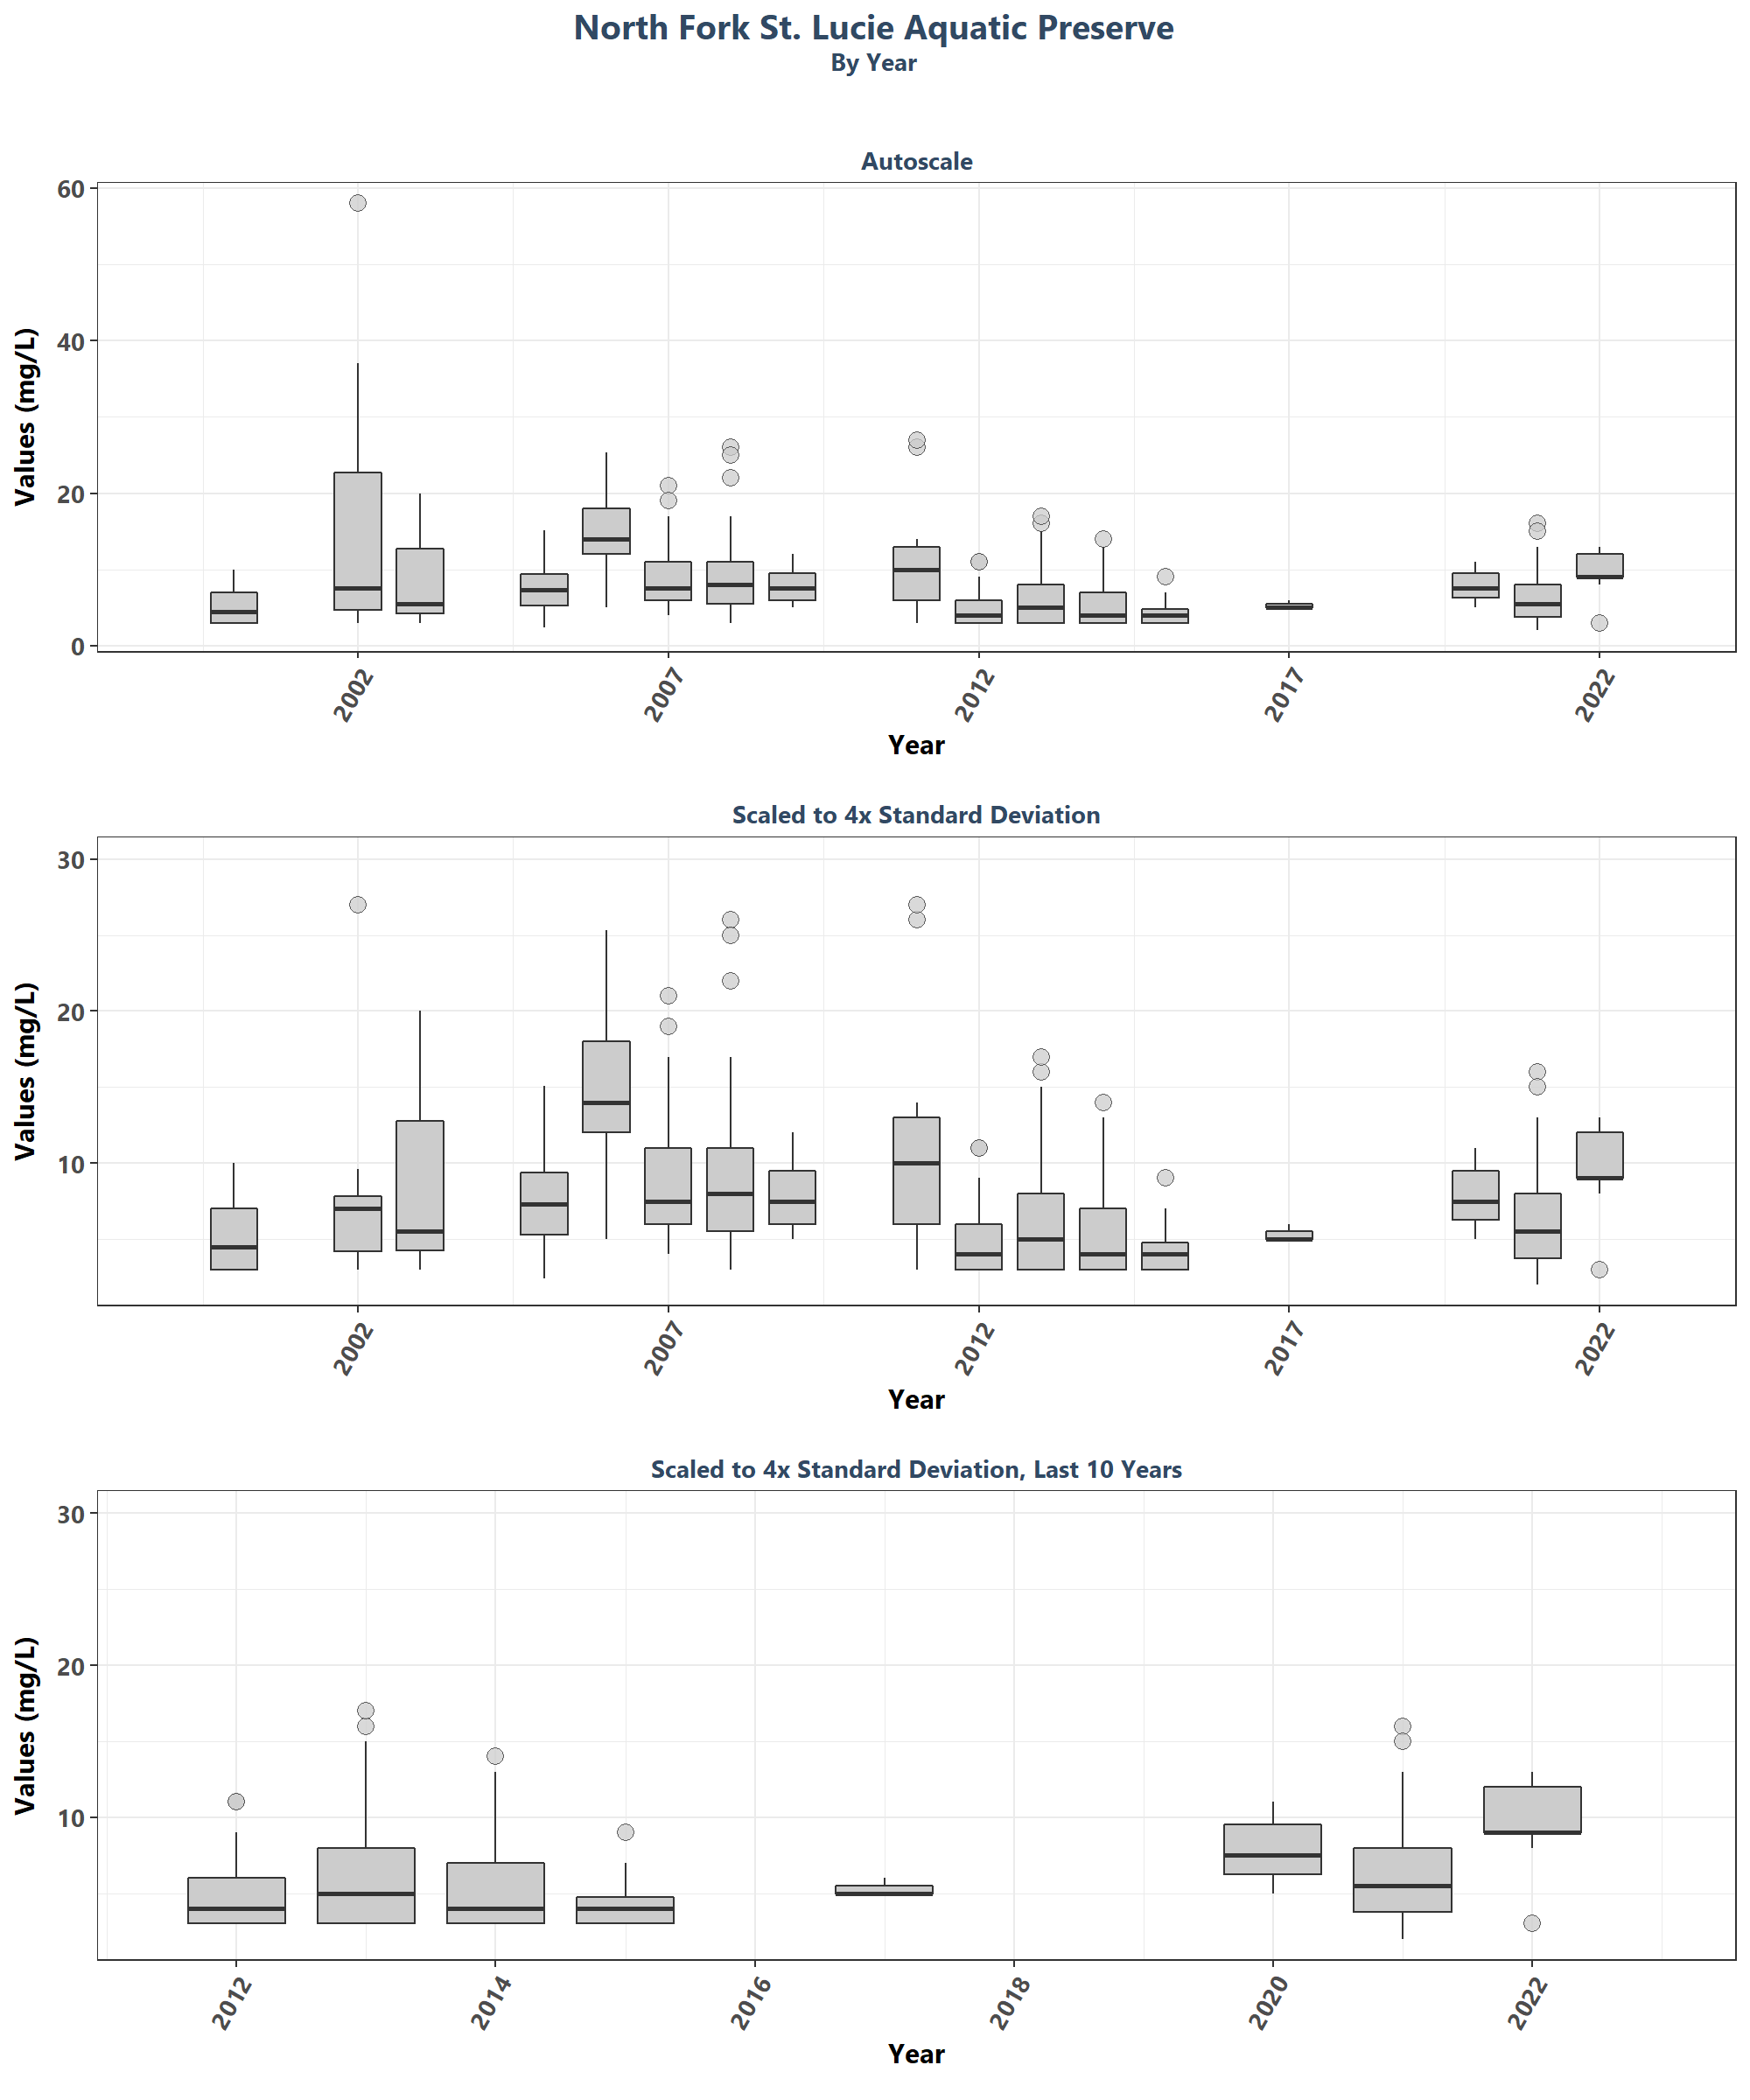 North Fork St. Lucie Aquatic Preserve
By Year
Autoscale
Values (mg/L)
60
40
20
0
2002
2007
2012
2017
2022
Year
Scaled to 4x Standard Deviation
Values (mg/L)
30
20
10
2002
2007
2012
2017
2022
Year
Scaled to 4x Standard Deviation, Last 10 Years
Values (mg/L)
30
20
10
2012
2014
2016
2018
2020
2022
Year